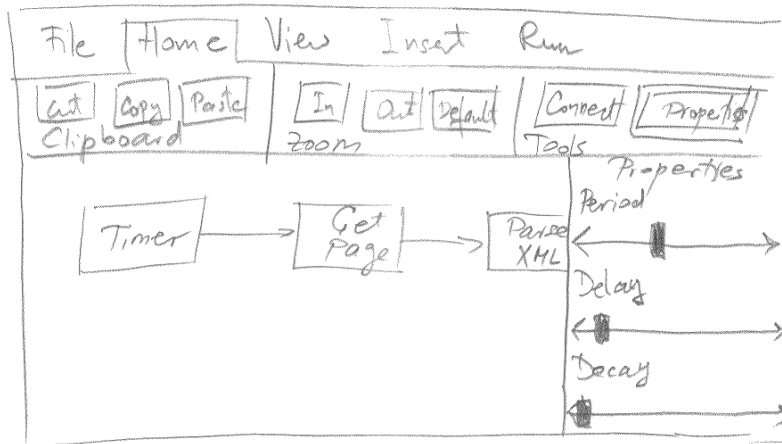 File Home View Insert Run
Cut Copy Paste In Out Default Connect Properties
Clipboard Zoom Tools
Properties
Period
Timer Get Page Parse XML
Delay
Decay